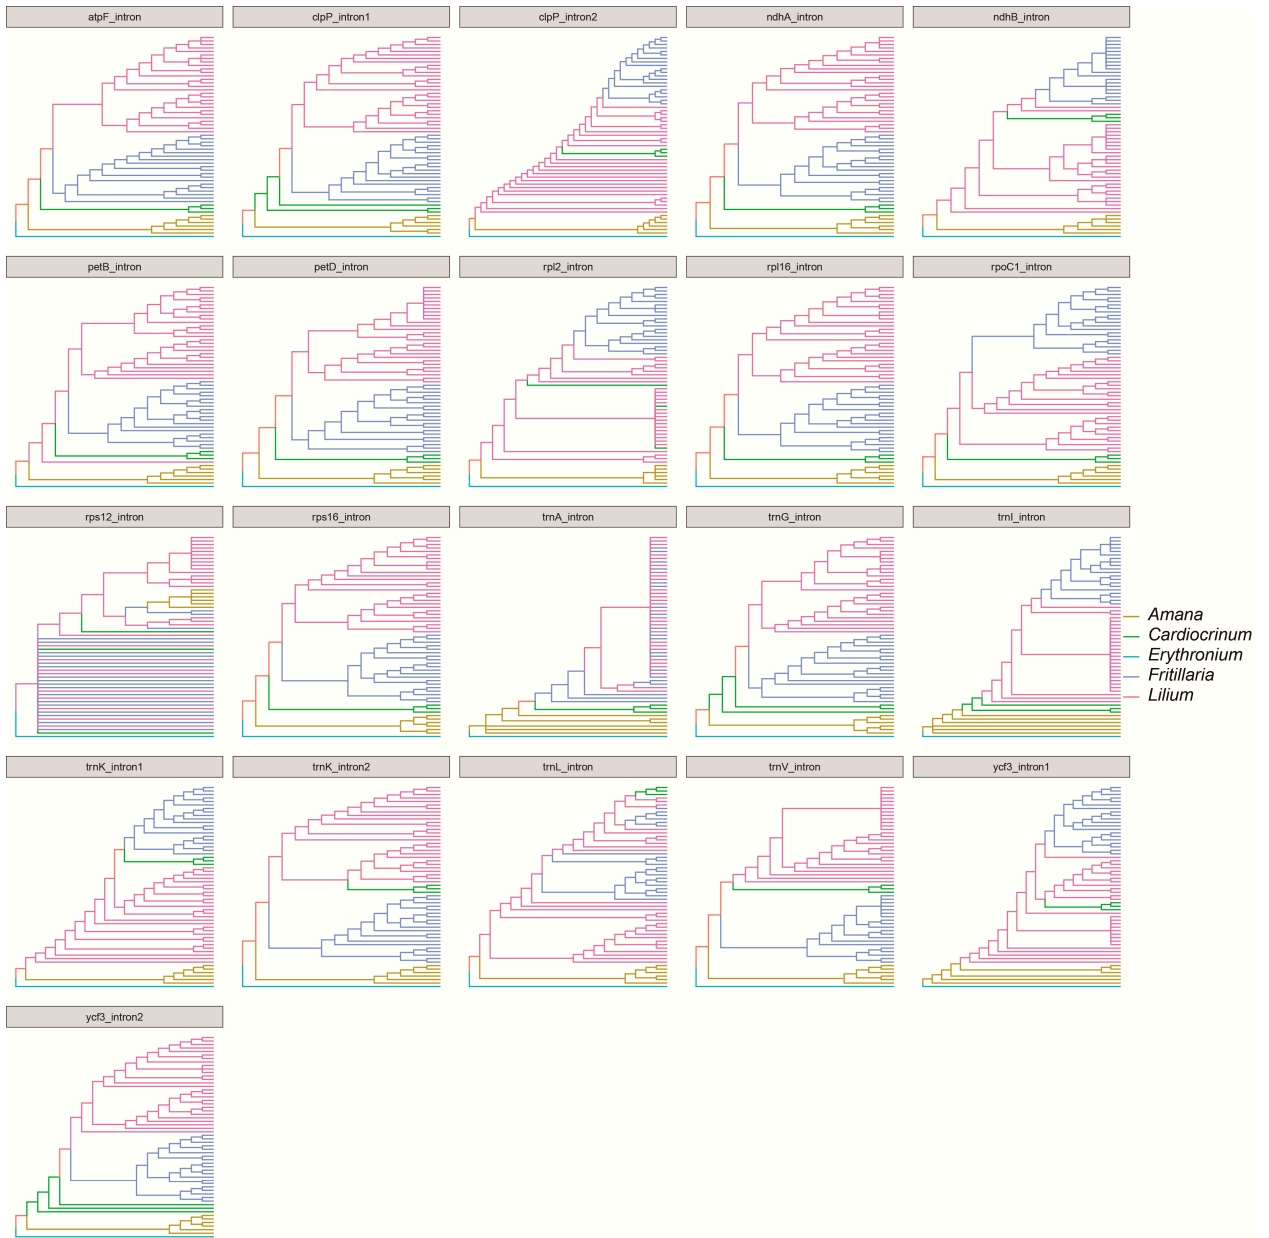 atpF_intron
clpP_intron1
clpP_intron2
ndhA_intron
ndhB_intron
petB_intron
petD_intron
rpl2_intron
rpl16_intron
rpoC1_intron
rps12_intron
rps16_intron
trnA_intron
trnG_intron
trnI_intron
Amana
Cardiocrinum
Erythronium
Fritillaria
Lilium
trnK_intron1
trnK_intron2
trnL_intron
trnV_intron
ycf3_intron1
ycf3_intron2